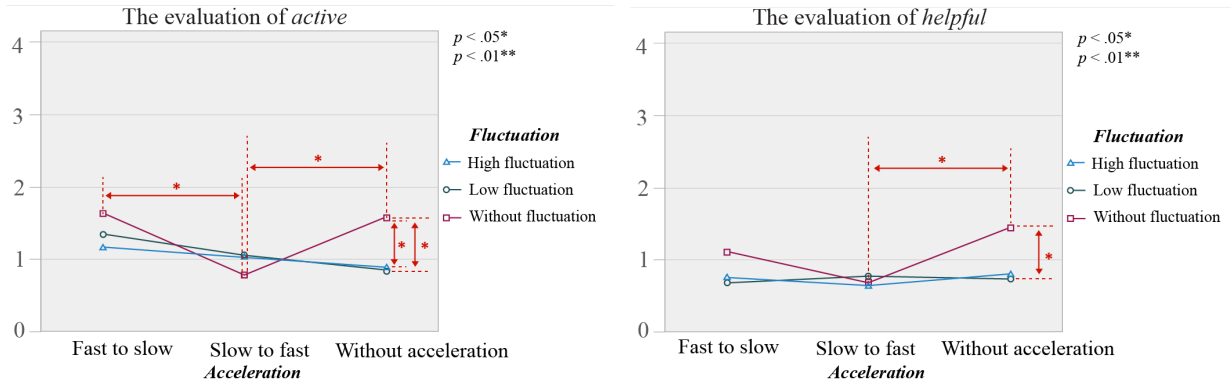 The evaluation of active
p < .05*
p < .01**
4
3
2
1
0
*
*
*
*
Fluctuation
High fluctuation
Low fluctuation
Without fluctuation
Fast to slow
Slow to fast
Without acceleration
Acceleration
The evaluation of helpful
p < .05*
p < .01**
4
3
2
1
0
*
*
Fluctuation
High fluctuation
Low fluctuation
Without fluctuation
Fast to slow
Slow to fast
Without acceleration
Acceleration